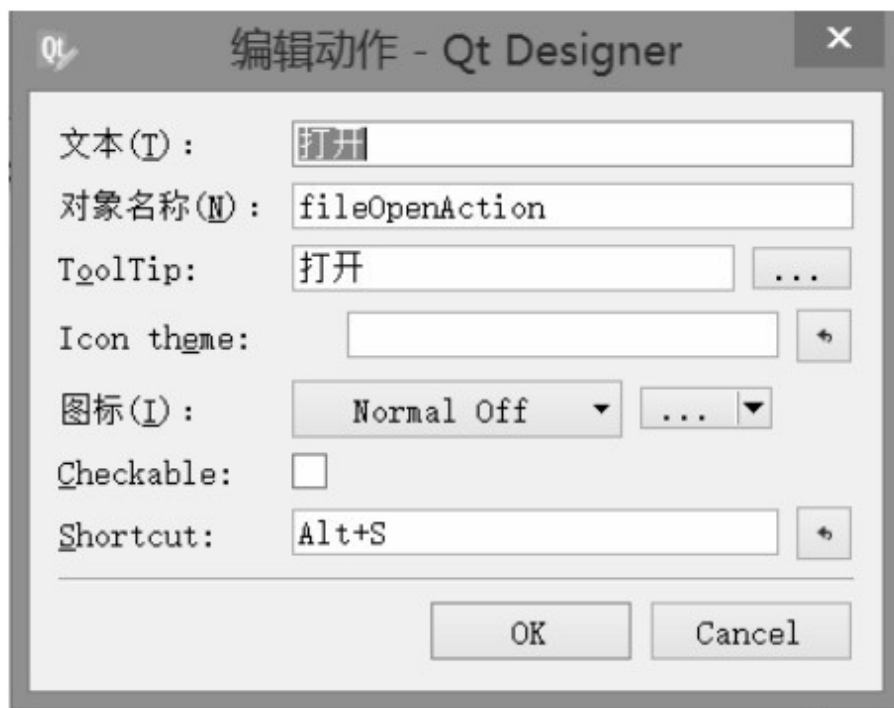 Qt 编辑动作 - Qt Designer
文本(T): 打开
对象名称(N): fileOpenAction
ToolTip: 打开 ...
Icon theme:
图标(I): Normal Off ...
Checkable:
Shortcut: Alt+S
OK Cancel